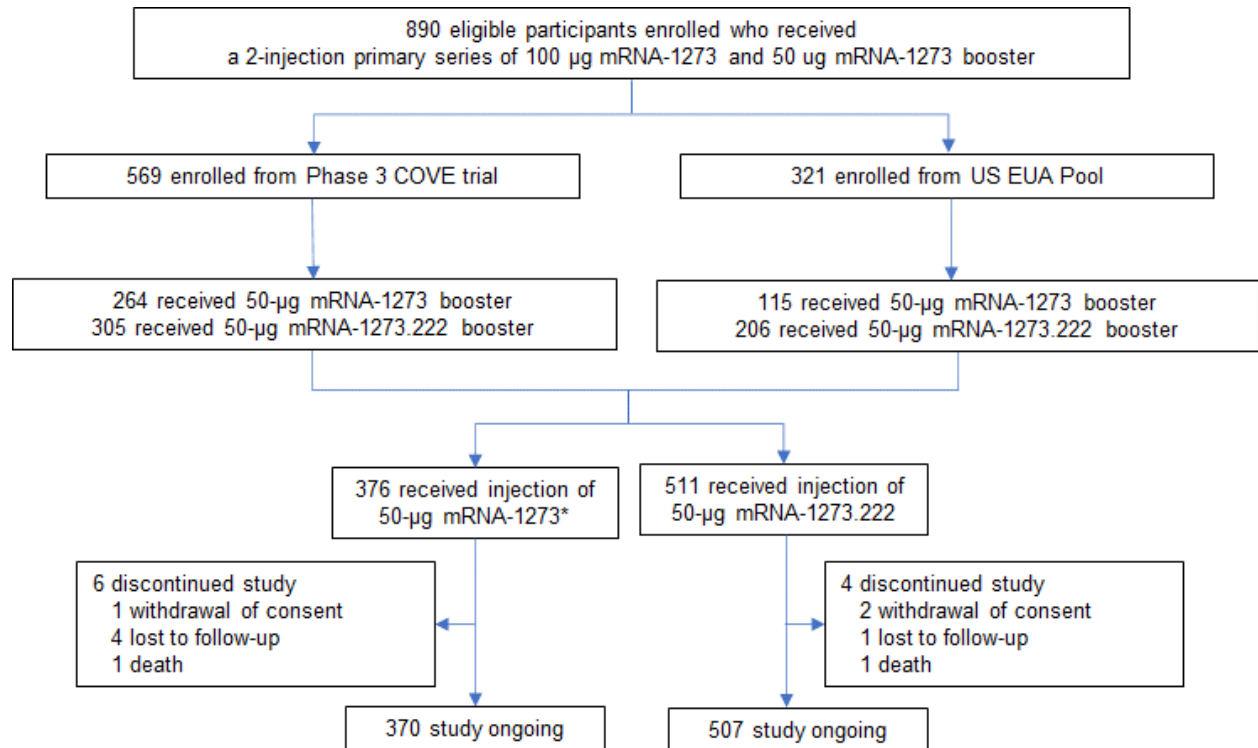 890 eligible participants enrolled who received
a 2-injection primary series of 100 µg mRNA-1273 and 50 ug mRNA-1273 booster
569 enrolled from Phase 3 COVE trial
321 enrolled from US EUA Pool
264 received 50-µg mRNA-1273 booster
305 received 50-µg mRNA-1273.222 booster
115 received 50-µg mRNA-1273 booster
206 received 50-µg mRNA-1273.222 booster
376 received injection of
50-µg mRNA-1273*
511 received injection of
50-µg mRNA-1273.222
6 discontinued study
1 withdrawal of consent
4 lost to follow-up
1 death
4 discontinued study
2 withdrawal of consent
1 lost to follow-up
1 death
370 study ongoing
507 study ongoing